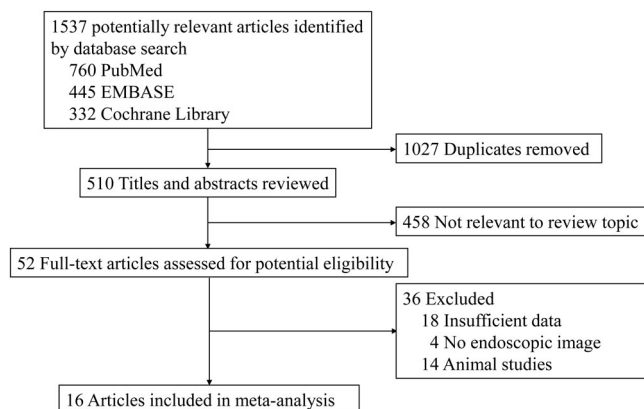 1537 potentially relevant articles identified
by database search
760 PubMed
445 EMBASE
332 Cochrane Library
1027 Duplicates removed
510 Titles and abstracts reviewed
458 Not relevant to review topic
52 Full-text articles assessed for potential eligibility
36 Excluded
18 Insufficient data
4 No endoscopic image
14 Animal studies
16 Articles included in meta-analysis